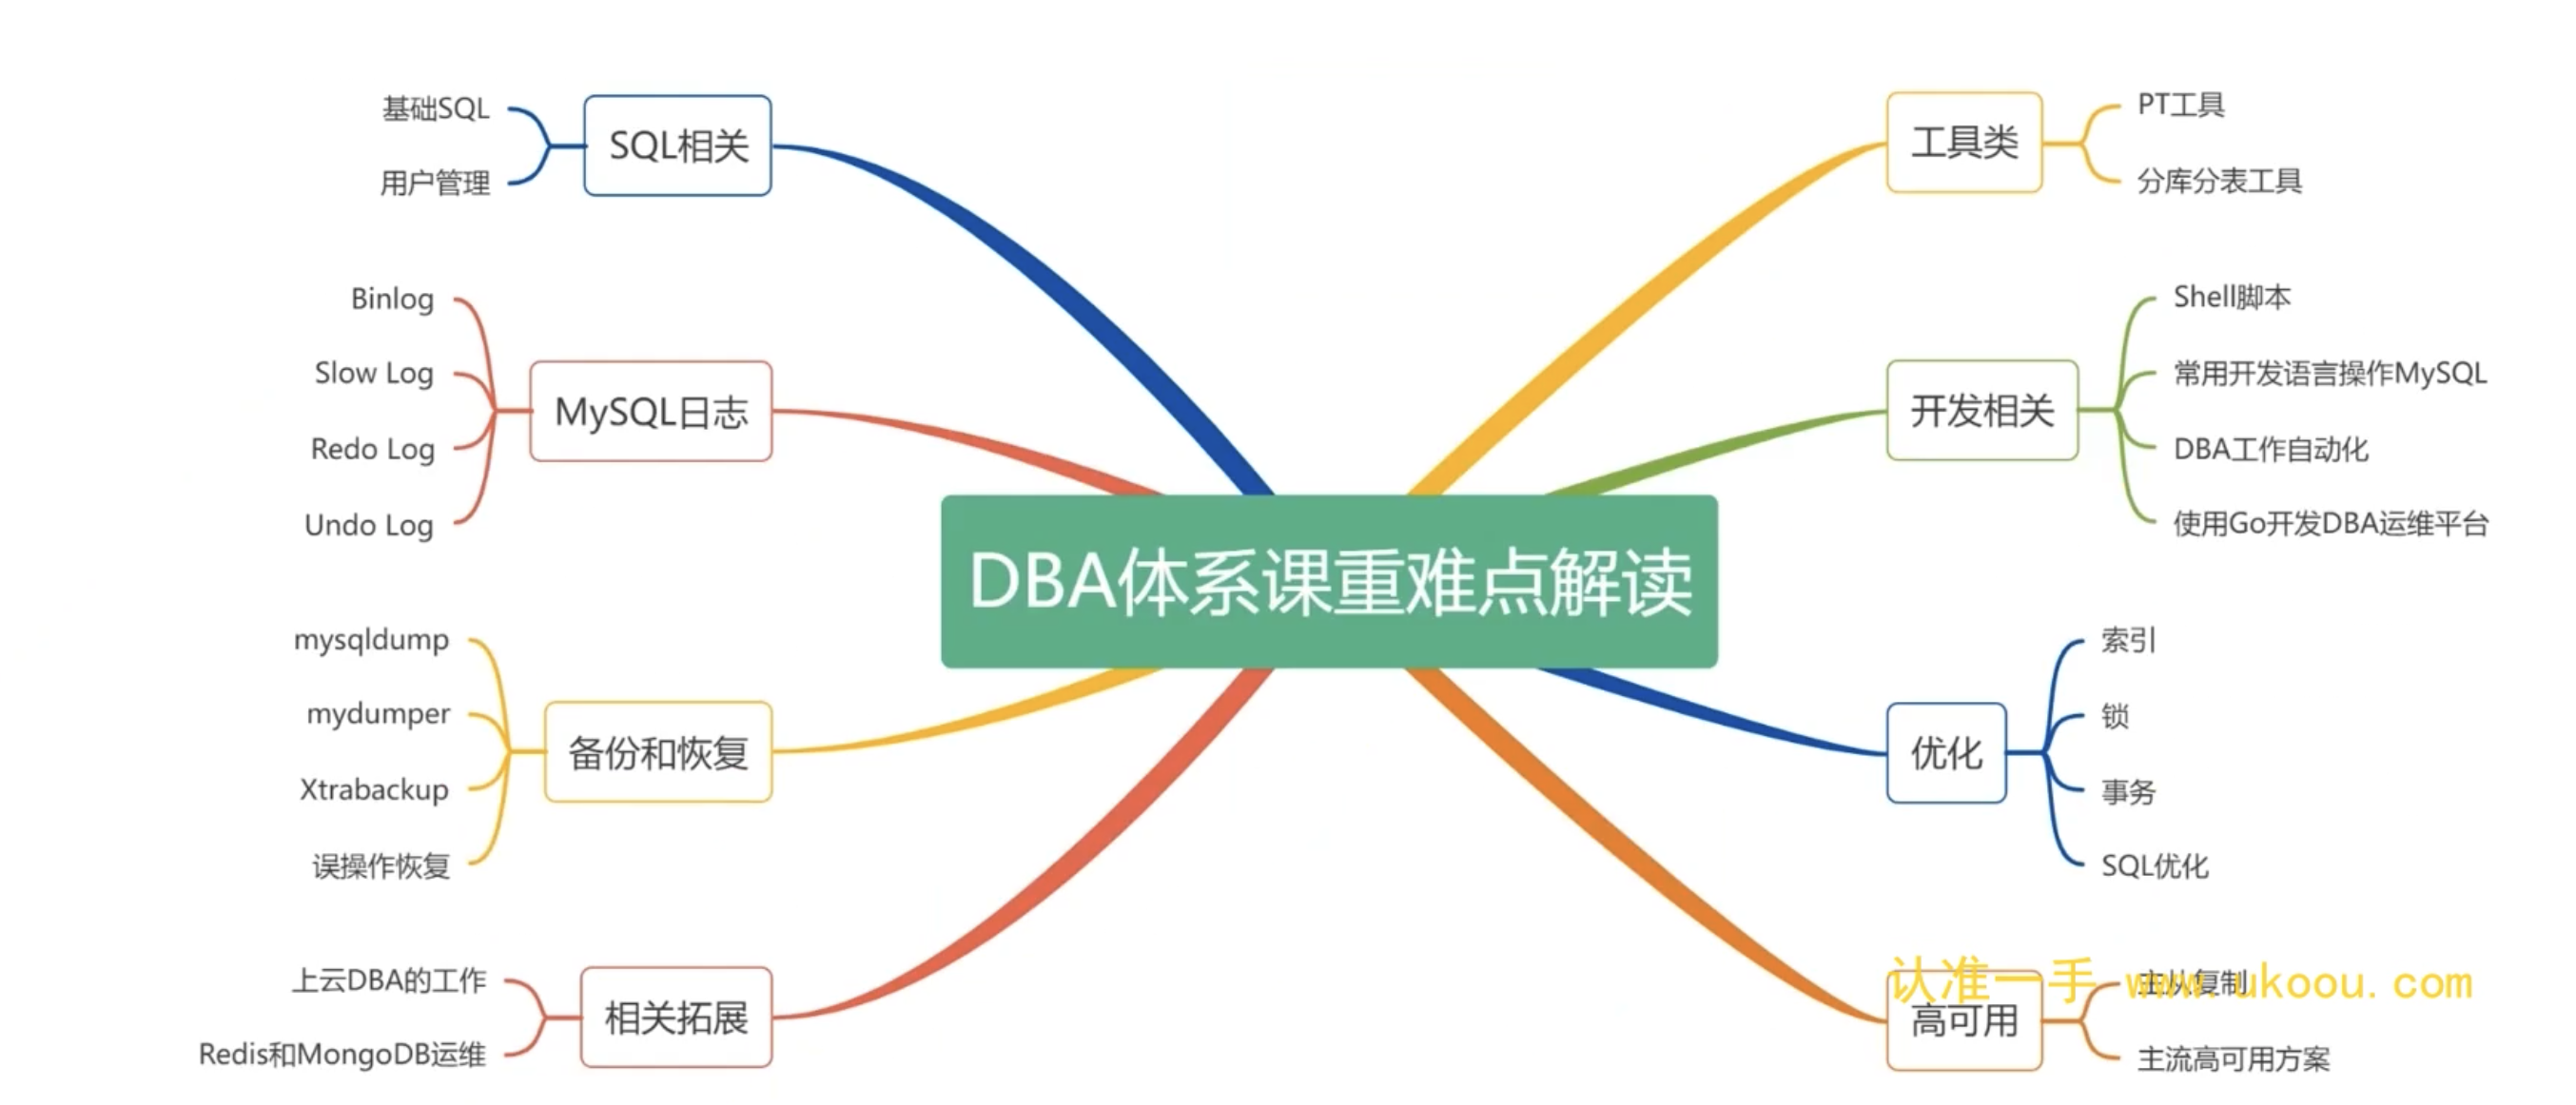 DBA体系课重难点解读
SQL相关
基础SQL
用户管理
MySQL日志
Binlog
Slow Log
Redo Log
Undo Log
备份和恢复
mysqldump
mydumper
Xtrabackup
误操作恢复
相关拓展
上云DBA的工作
Redis和MongoDB运维
工具类
PT工具
分库分表工具
开发相关
Shell脚本
常用开发语言操作MySQL
DBA工作自动化
使用Go开发DBA运维平台
优化
索引
锁
事务
SQL优化
高可用
主从复制
主流高可用方案
认准一手 www.ukoou.com